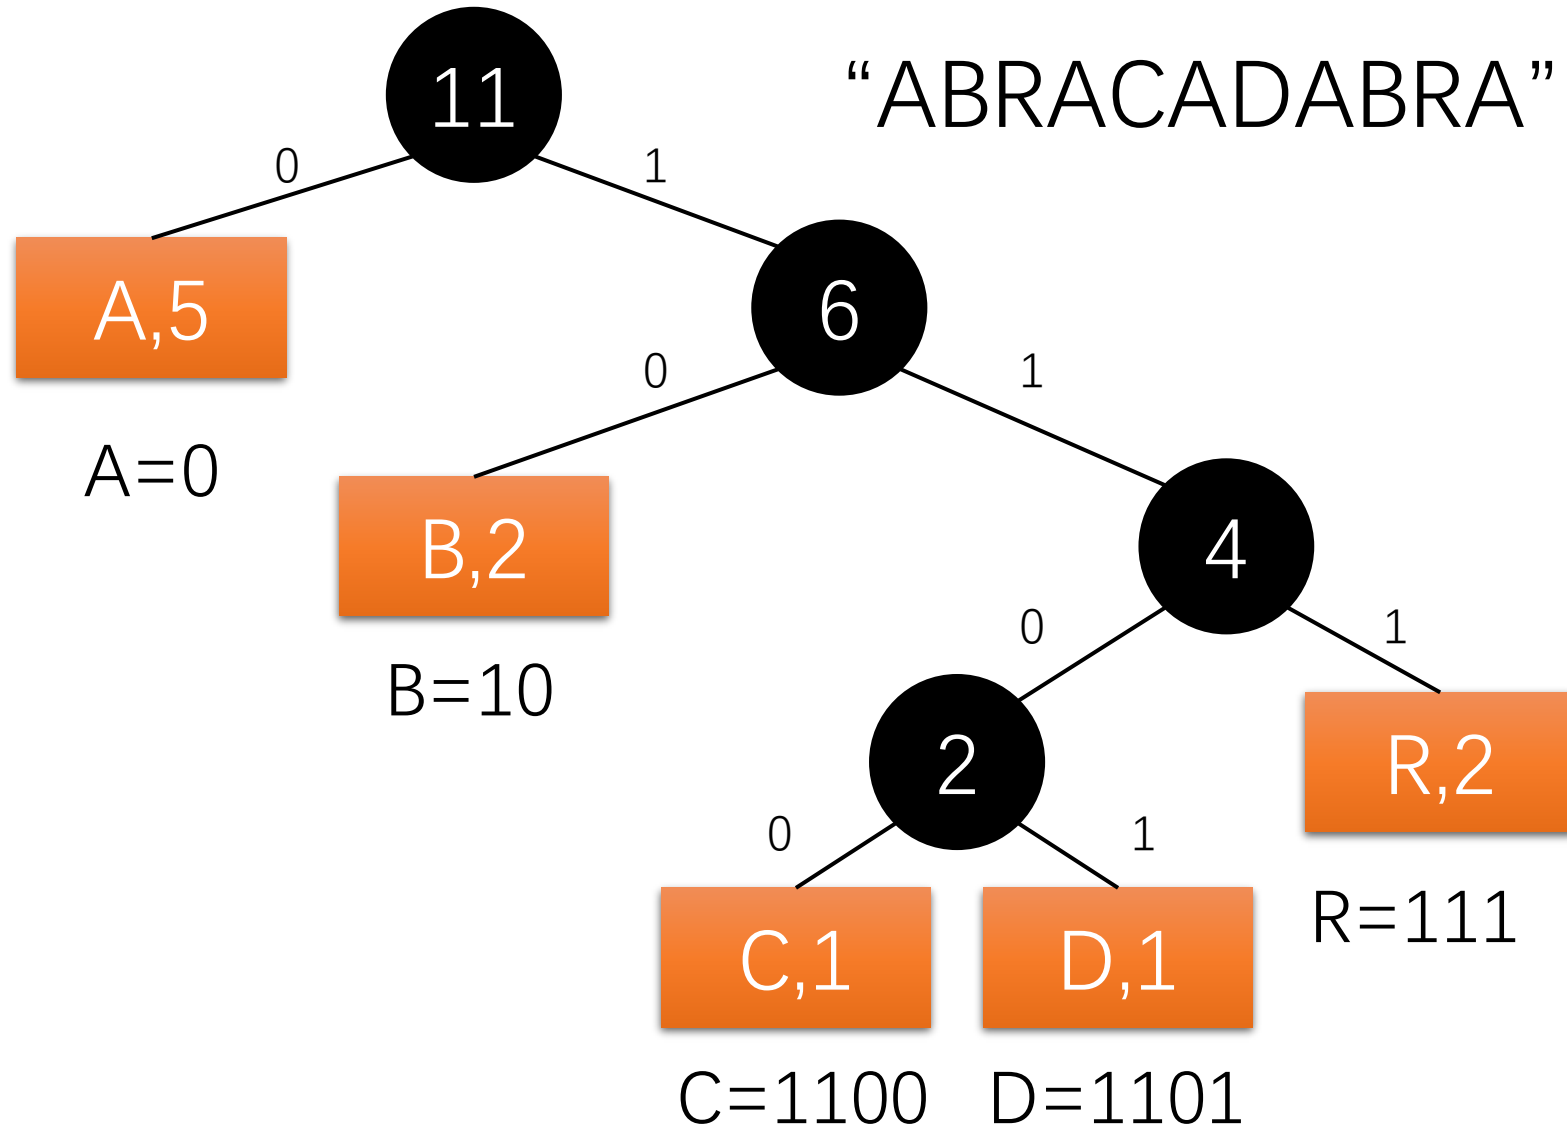 11
“ABRACADABRA”
0
1
A,5
6
0
1
A=0
B,2
4
B=10
0
1
2
R,2
0
1
R=111
C,1
D,1
C=1100
D=1101